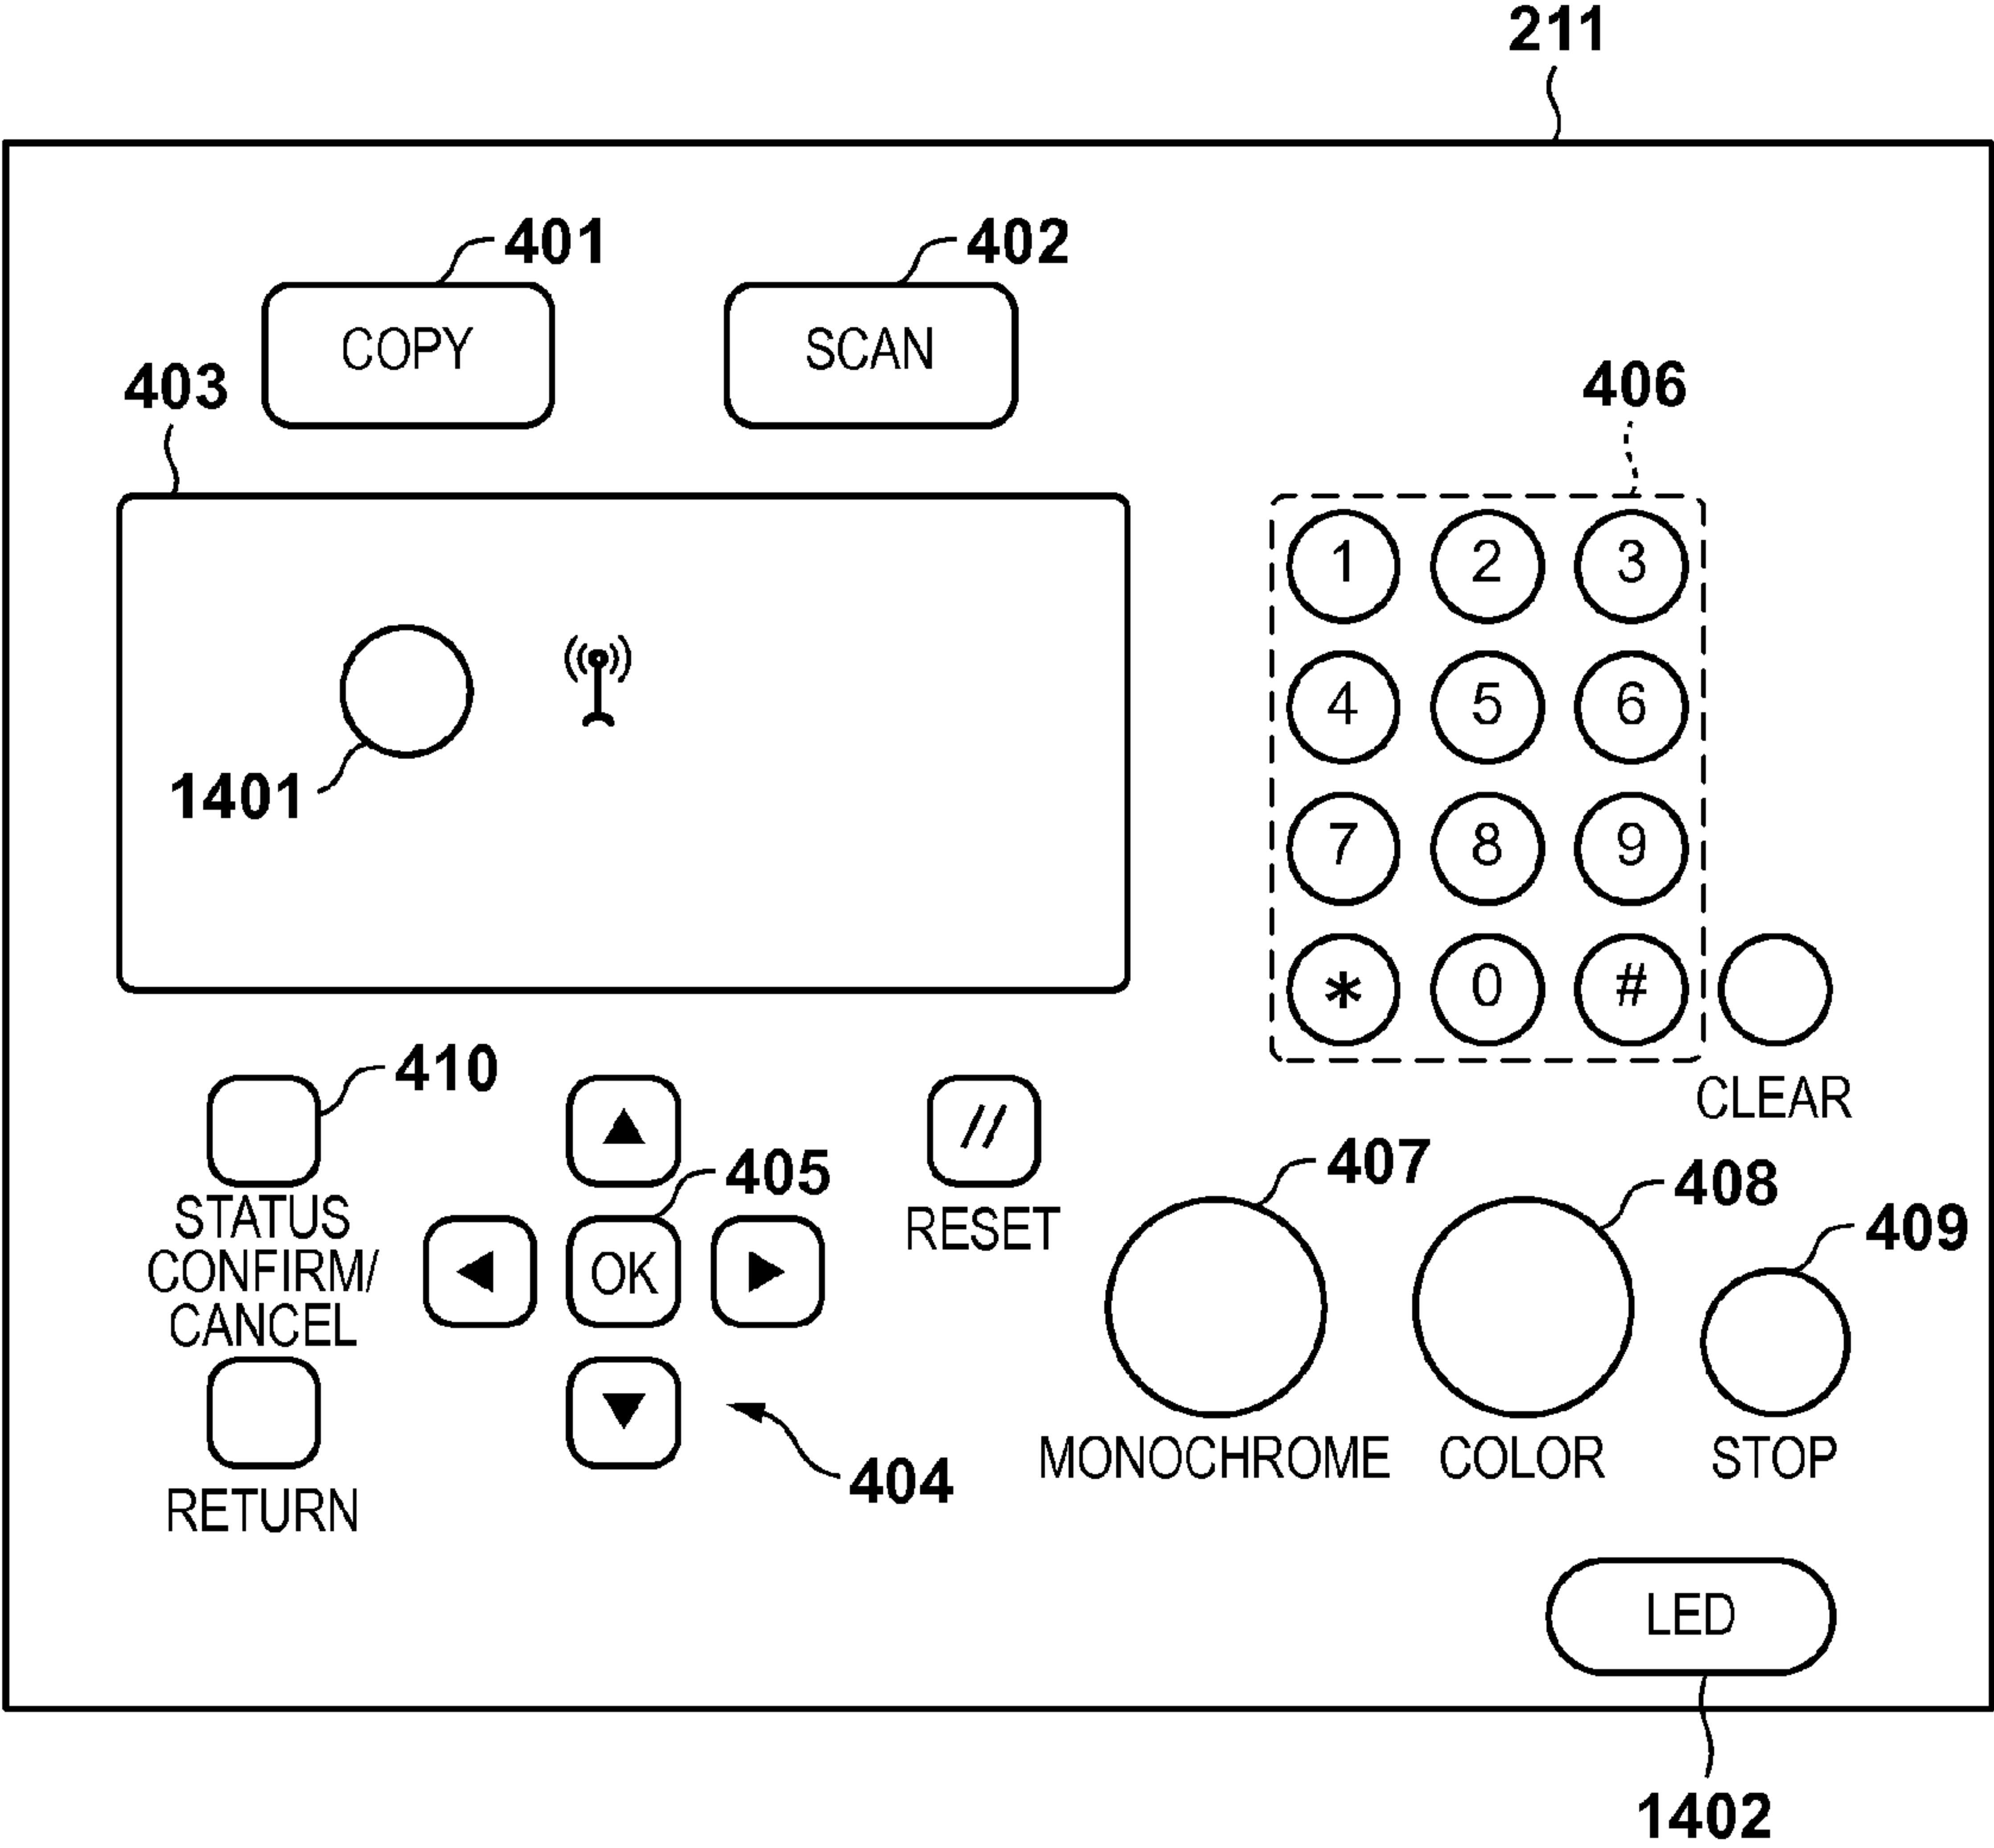 211
401
402
COPY
SCAN
403
406
1 2 3
4 5 6
1401
7 8 9
* 0 #
410
CLEAR
//
405
407
408
STATUS
CONFIRM/
CANCEL
RESET
409
OK
MONOCHROME
COLOR
STOP
404
RETURN
LED
1402